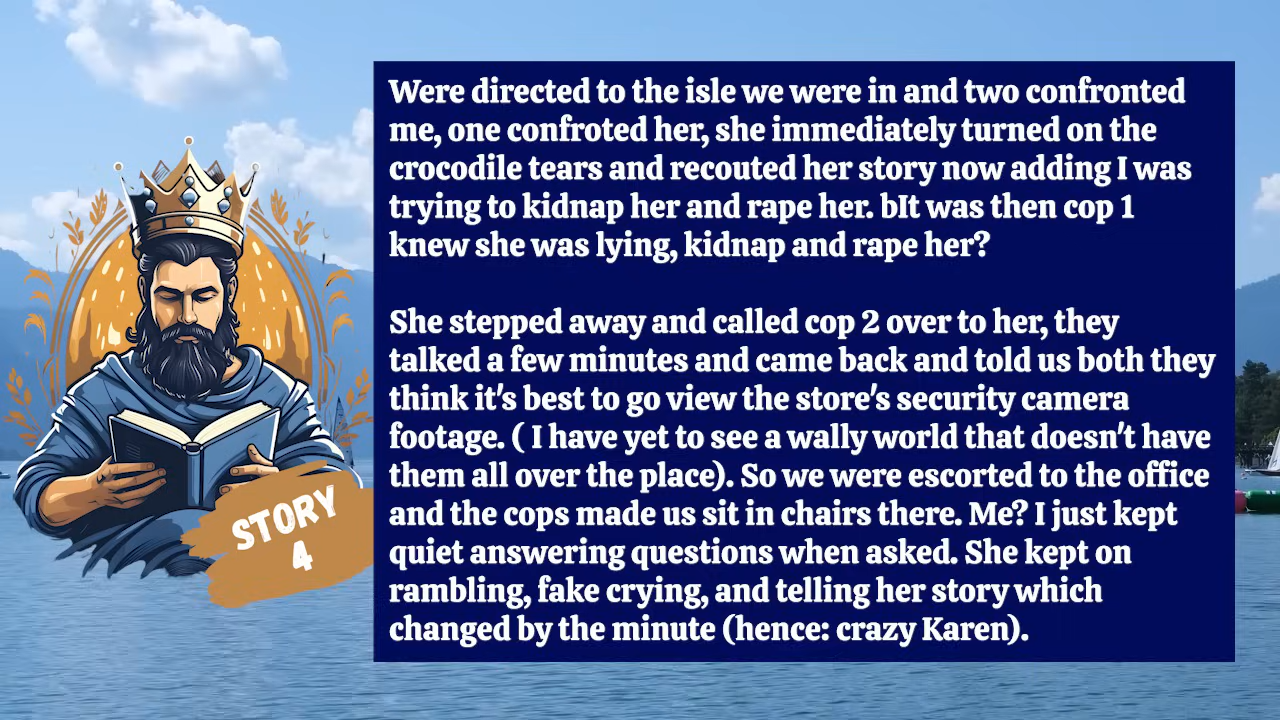 Were directed to the isle we were in and two confronted
me, one confroted her, she immediately turned on the
crocodile tears and recouted her story now adding I was
trying to kidnap her and rape her. bIt was then cop 1
knew she was lying, kidnap and rape her?
She stepped away and called cop 2 over to her, they
talked a few minutes and came back and told us both they
think it's best to go view the store's security camera
footage. ( I have yet to see a wally world that doesn't have
them all over the place). So we were escorted to the office
and the cops made us sit in chairs there. Me? I just kept
quiet answering questions when asked. She kept on
rambling, fake crying, and telling her story which
changed by the minute (hence: crazy Karen).
STORY
4